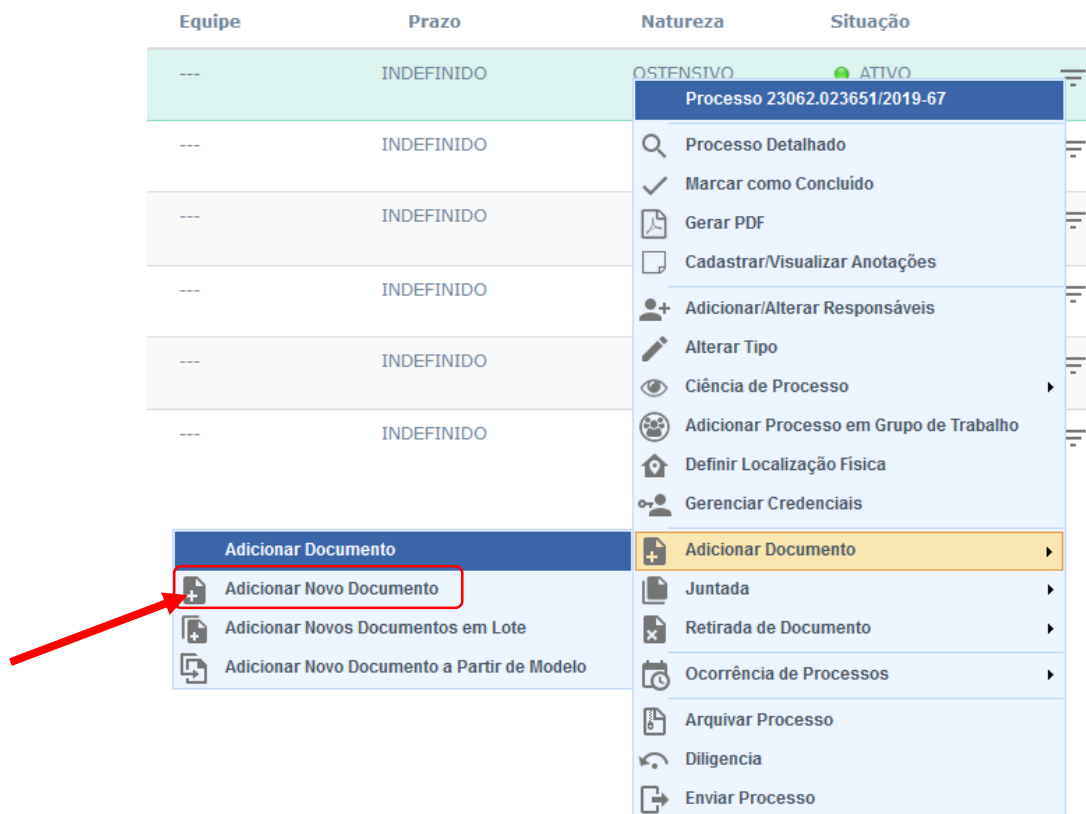 Equipe Prazo Natureza Situação
--- INDEFINIDO OSTENSIVO ATIVO
Processo 23062.023651/2019-67
--- INDEFINIDO
Processo Detalhado
Marcar como Concluído
--- INDEFINIDO
Gerar PDF
Cadastrar/Visualizar Anotações
--- INDEFINIDO
Adicionar/Alterar Responsáveis
Alterar Tipo
--- INDEFINIDO
Ciência de Processo
Adicionar Processo em Grupo de Trabalho
--- INDEFINIDO
Definir Localização Física
Gerenciar Credenciais
Adicionar Documento
Juntada
Retirada de Documento
Ocorrência de Processos
Arquivar Processo
Diligencia
Enviar Processo
Adicionar Documento
Adicionar Novo Documento
Adicionar Novos Documentos em Lote
Adicionar Novo Documento a Partir de Modelo